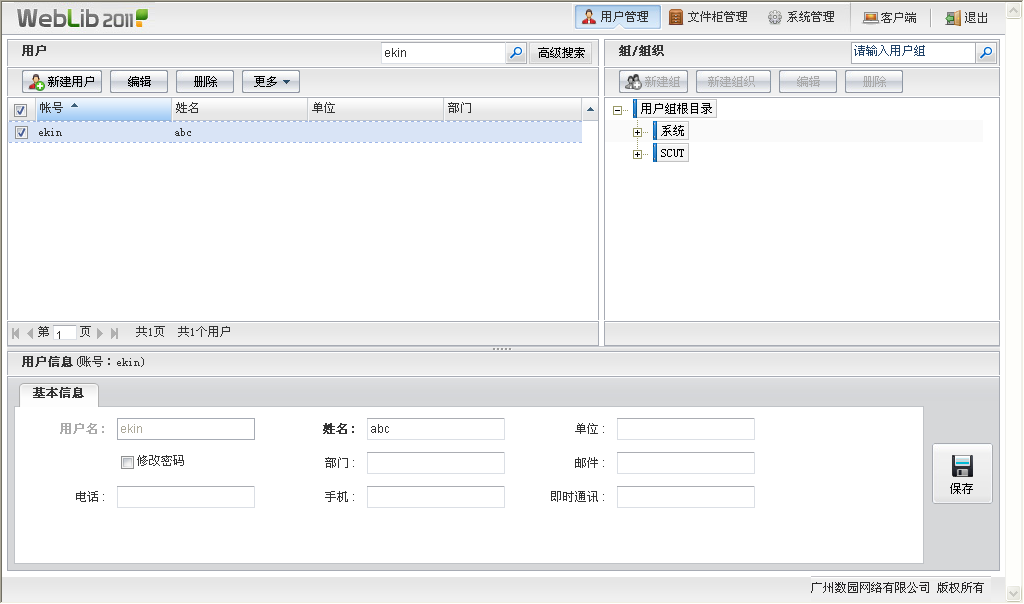 WebLib 2011 用户管理 文件柜管理 系统管理 客户端 退出
用户 ekin 高级搜索
新建用户 编辑 删除 更多
帐号 姓名 单位 部门
ekin abc
第 1 页 共1页 共1个用户
组/组织 请输入用户组
新建组 新建组织 编辑 删除
用户组根目录
系统
SCUT
用户信息(账号：ekin)
基本信息
用户名： ekin 姓名： abc 单位：
修改密码 部门： 邮件：
电话： 手机： 即时通讯：
保存
广州数园网络有限公司 版权所有